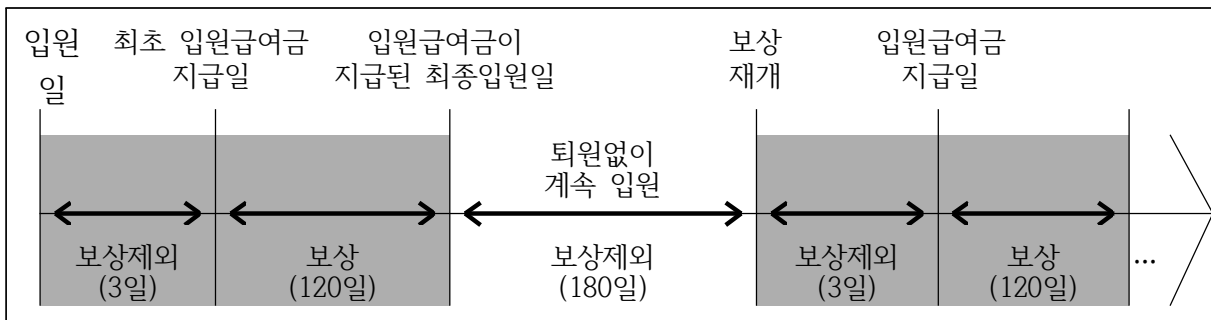 입원
일
최초 입원급여금
지급일
입원급여금이
지급된 최종입원일
보상
재개
입원급여금
지급일
퇴원없이
계속 입원
보상제외
(3일)
보상
(120일)
보상제외
(180일)
보상제외
(3일)
보상
(120일)
...